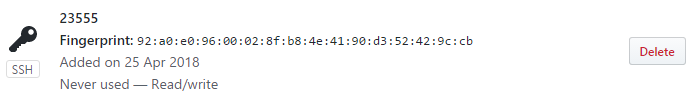 23555
Fingerprint: 92:a0:e0:96:00:02:8f:b8:4e:41:90:d3:52:42:9c:cb
Added on 25 Apr 2018
Never used — Read/write
SSH
Delete